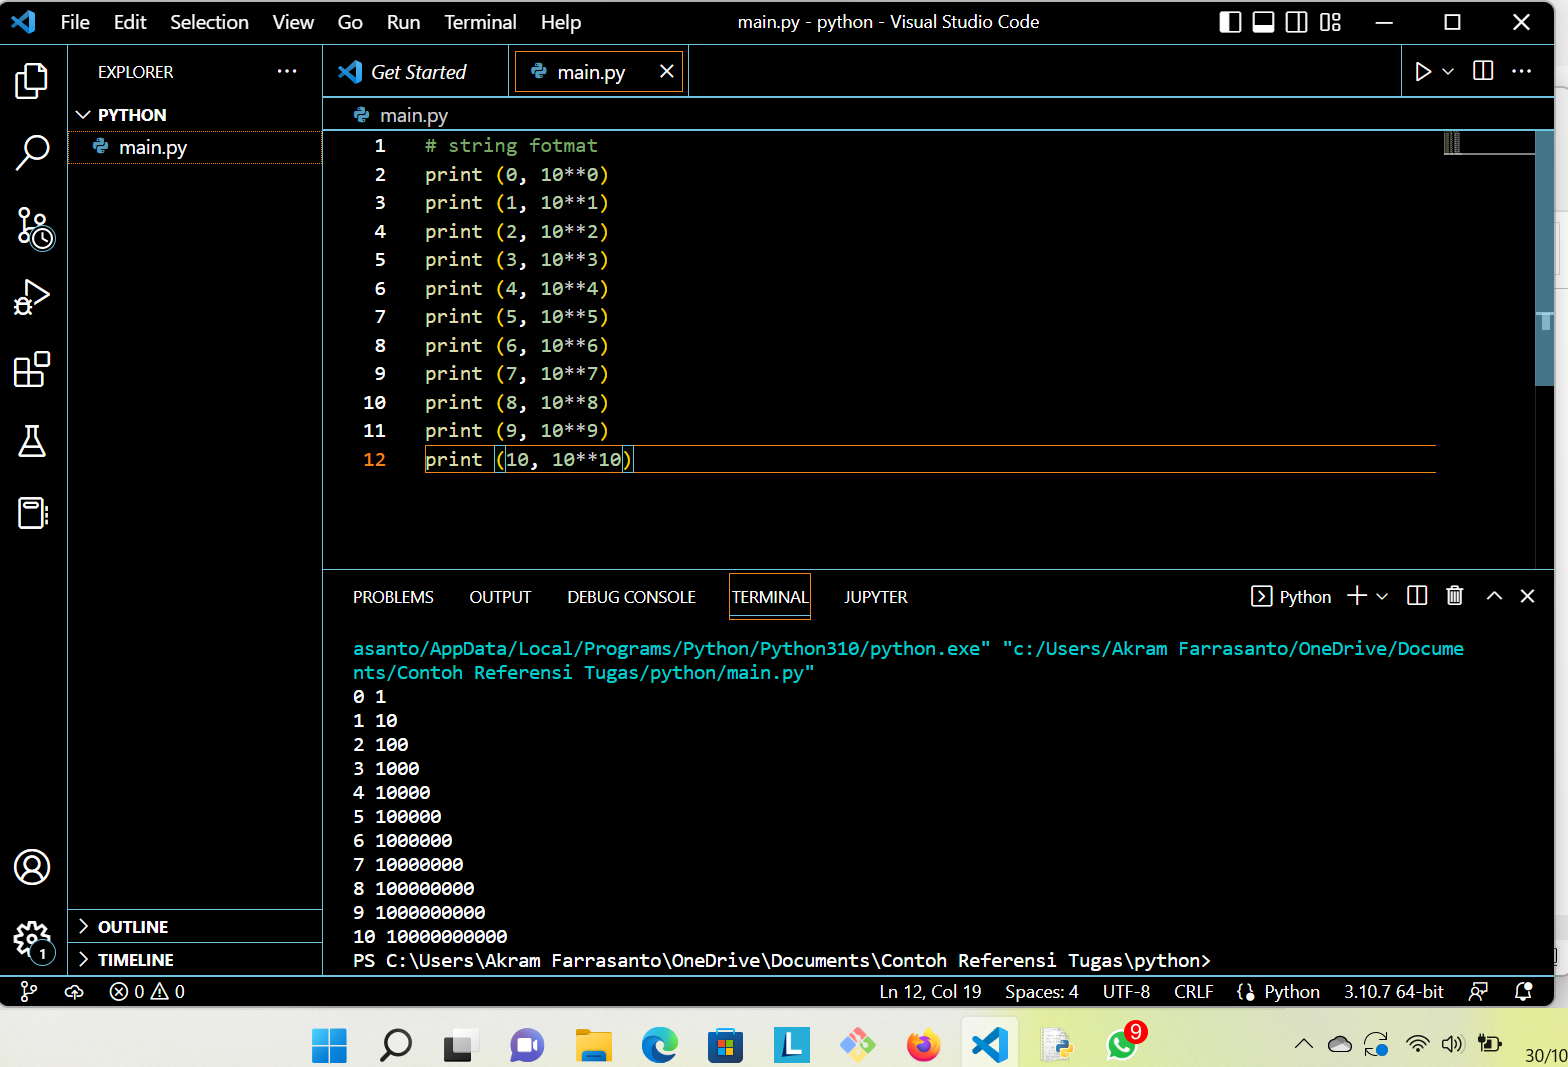 File Edit Selection View Go Run Terminal Help
main.py - python - Visual Studio Code
EXPLORER
Get Started
main.py
PYTHON
main.py
main.py
1 # string fotmat
2 print (0, 10**0)
3 print (1, 10**1)
4 print (2, 10**2)
5 print (3, 10**3)
6 print (4, 10**4)
7 print (5, 10**5)
8 print (6, 10**6)
9 print (7, 10**7)
10 print (8, 10**8)
11 print (9, 10**9)
12 print (10, 10**10)
PROBLEMS OUTPUT DEBUG CONSOLE TERMINAL JUPYTER
Python
asanto/AppData/Local/Programs/Python/Python310/python.exe" "c:/Users/Akram Farrasanto/OneDrive/Docume
nts/Contoh Referensi Tugas/python/main.py"
0 1
1 10
2 100
3 1000
4 10000
5 100000
6 1000000
7 10000000
8 100000000
9 1000000000
10 10000000000
PS C:\Users\Akram Farrasanto\OneDrive\Documents\Contoh Referensi Tugas\python>
OUTLINE
1
TIMELINE
0 0
Ln 12, Col 19 Spaces: 4 UTF-8 CRLF Python 3.10.7 64-bit
L
9
30/10